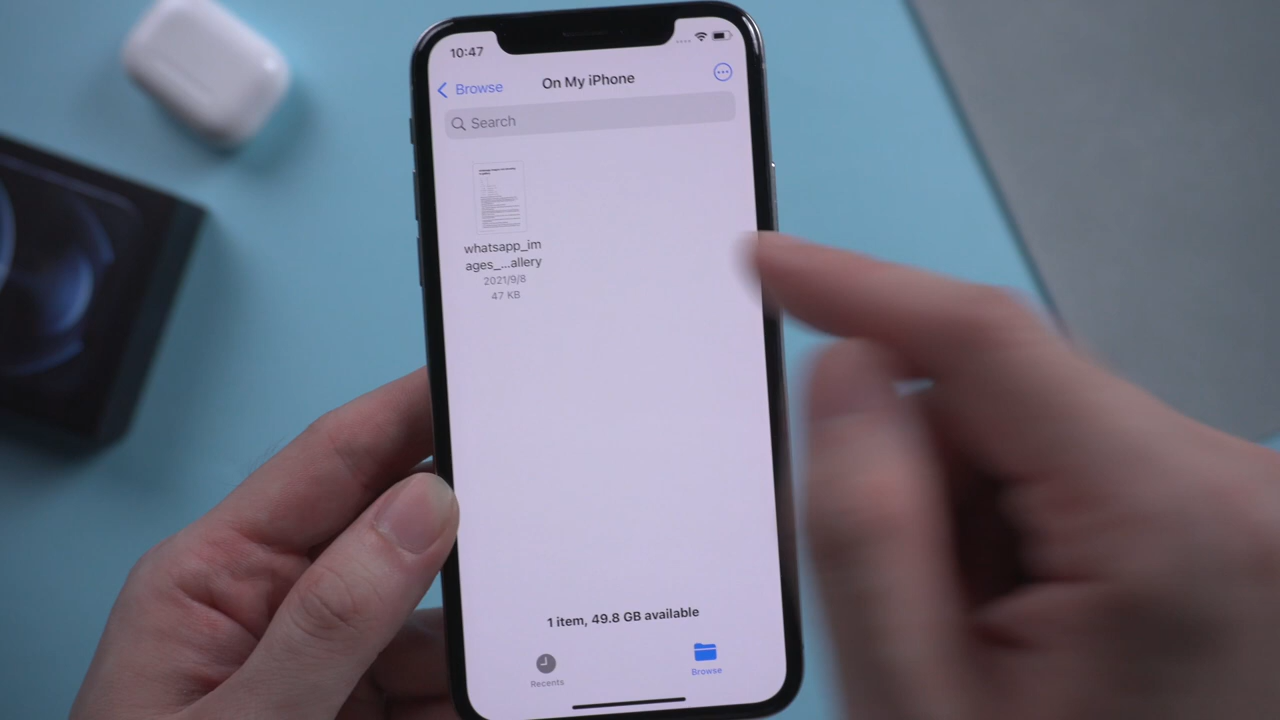 10:47
Browse
On My iPhone
Search
whatsapp_im
ages_...allery
2021/9/8
47 KB
1 item, 49.8 GB available
Recents
Browse